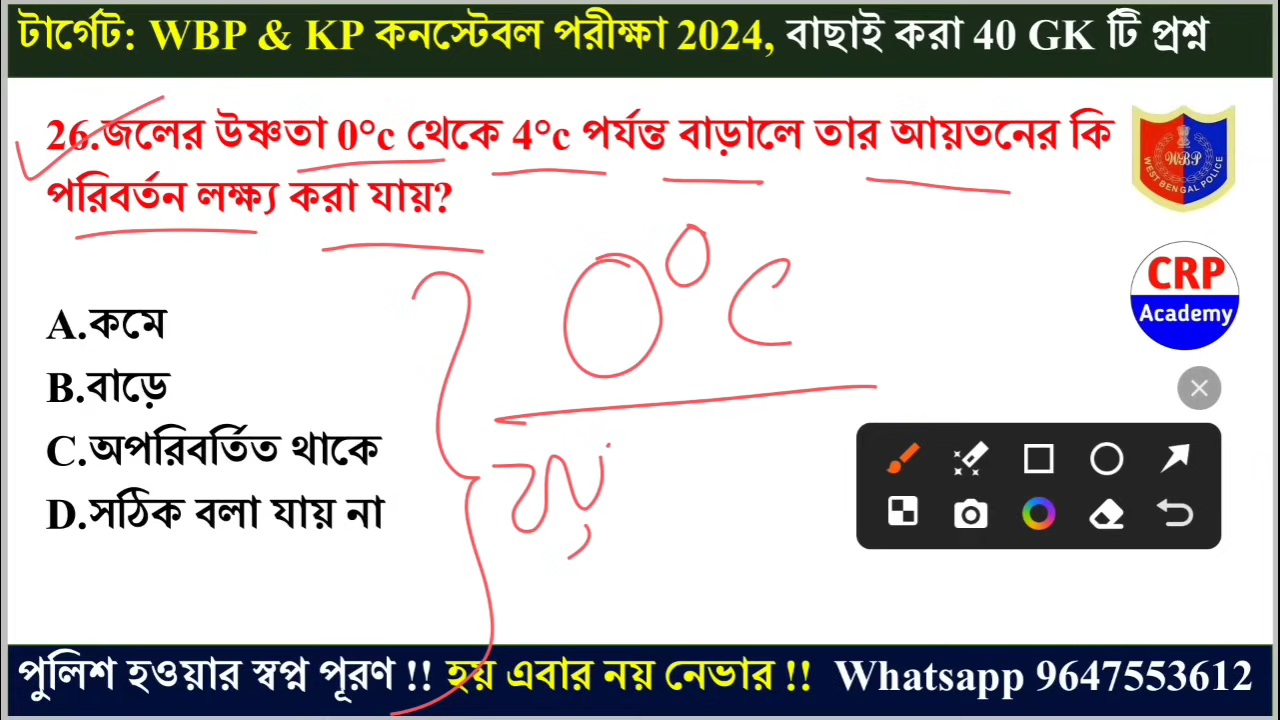 টার্গেট: WBP & KP কনস্টেবল পরীক্ষা 2024, বাছাই করা 40 GK টি প্রশ্ন
26.জলের উষ্ণতা 0°c থেকে 4°c পর্যন্ত বাড়ালে তার আয়তনের কি
পরিবর্তন লক্ষ্য করা যায়?
WBP
WEST BENGAL POLICE
0°C
CRP
Academy
A.কমে
B.বাড়ে
C.অপরিবর্তিত থাকে
D.সঠিক বলা যায় না
পুলিশ হওয়ার স্বপ্ন পূরণ !! হয় এবার নয় নেভার !! Whatsapp 9647553612